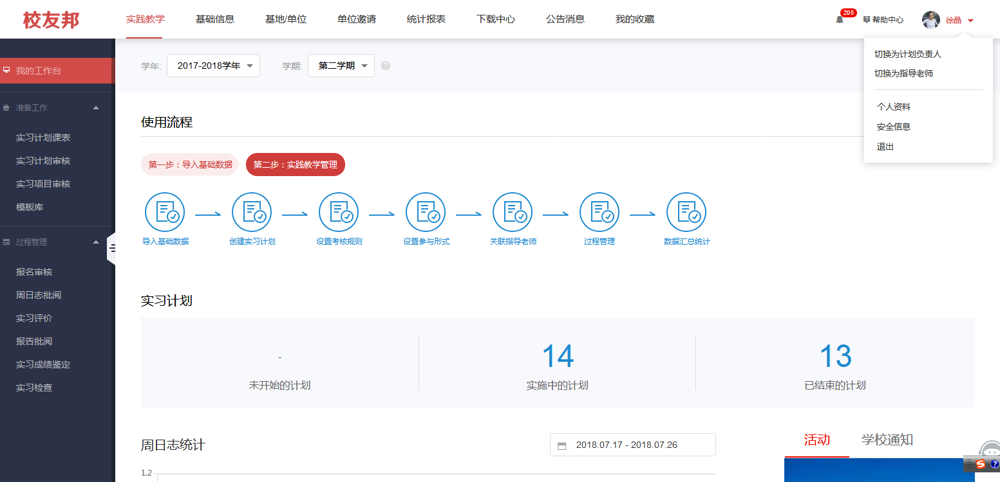 校友邦
实践教学 基础信息 基地/单位 单位邀请 统计报表 下载中心 公告消息 我的收藏
205
帮助中心
徐晶
切换为计划负责人
切换为指导老师
个人资料
安全信息
退出
我的工作台
准备工作
实习计划课表
实习计划审核
实习项目审核
模板库
过程管理
报名审核
周日志批阅
实习评价
报告批阅
实习成绩鉴定
实习检查
学年: 2017-2018学年 学期: 第二学期 ?
使用流程
第一步：导入基础数据 第二步：实践教学管理
导入基础数据 创建实习计划 设置考核规则 设置参与形式 关联指导老师 过程管理 数据汇总统计
实习计划
- 14 13
未开始的计划 实施中的计划 已结束的计划
周日志统计
2018.07.17 - 2018.07.26
1.2
活动 学校通知
S ?